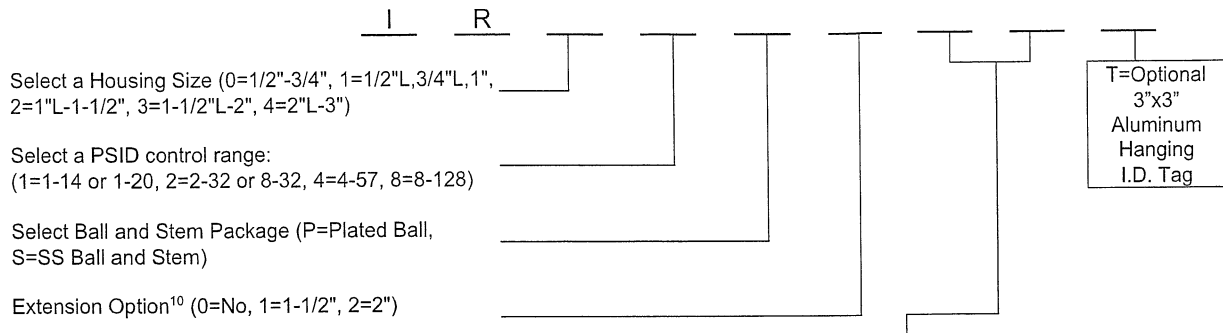 I R
Select a Housing Size (0=1/2"-3/4", 1=1/2"L,3/4"L,1",
2=1"L-1-1/2", 3=1-1/2"L-2", 4=2"L-3")
Select a PSID control range:
(1=1-14 or 1-20, 2=2-32 or 8-32, 4=4-57, 8=8-128)
Select Ball and Stem Package (P=Plated Ball,
S=SS Ball and Stem)
Extension Option¹⁰ (0=No, 1=1-1/2", 2=2")
T=Optional
3"x3"
Aluminum
Hanging
I.D. Tag